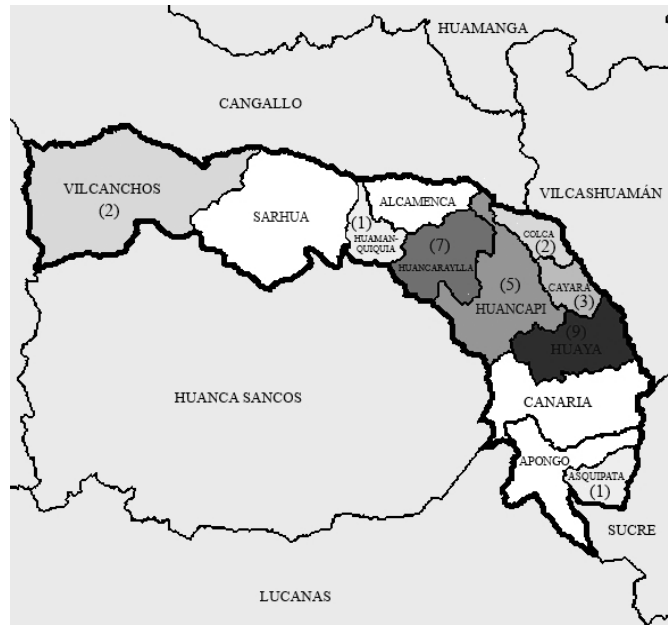 HUAMANGA
CANGALLO
VILCASHUAMÁN
VILCANCHOS
(2)
SARHUA
ALCAMENCA
(1)
HUAMAN-
QUIQUIA
(7)
HUANCARAYLLA
COLCA
(2)
(5)
HUANCAPI
CAYARA
(3)
(9)
HUAYA
HUANCA SANCOS
CANARIA
APONGO
ASQUIPATA
(1)
SUCRE
LUCANAS